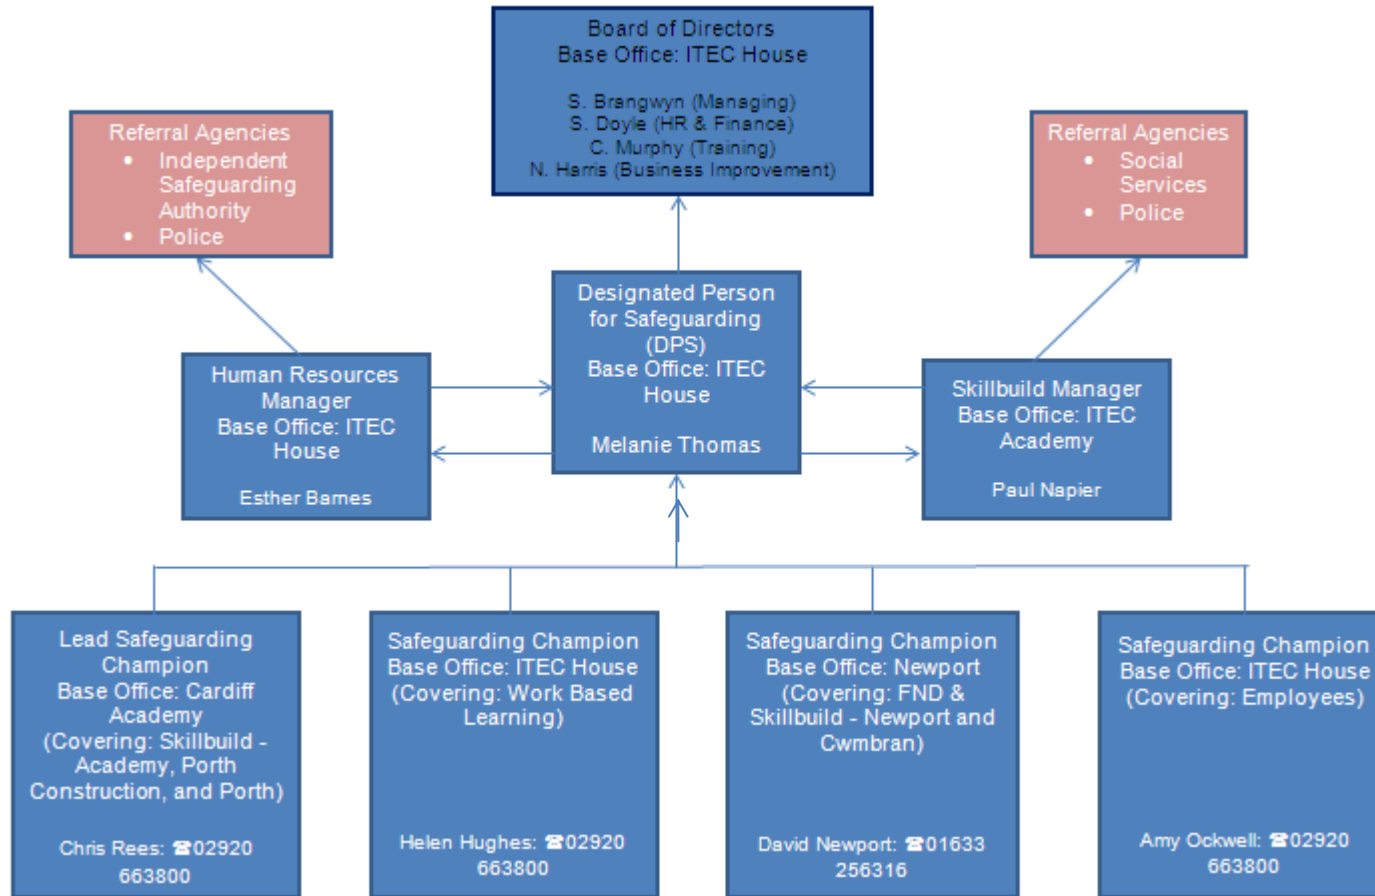 Board of Directors
Base Office: ITEC House
S. Brangwyn (Managing)
S. Doyle (HR & Finance)
C. Murphy (Training)
N. Harris (Business Improvement)
Referral Agencies
• Independent
Safeguarding
Authority
• Police
Referral Agencies
• Social
Services
• Police
Designated Person
for Safeguarding
(DPS)
Base Office: ITEC
House
Melanie Thomas
Human Resources
Manager
Base Office: ITEC
House
Esther Barnes
Skillbuild Manager
Base Office: ITEC
Academy
Paul Napier
Lead Safeguarding
Champion
Base Office: Cardiff
Academy
(Covering: Skillbuild -
Academy, Porth
Construction, and Porth)
Chris Rees: ☎02920
663800
Safeguarding Champion
Base Office: ITEC House
(Covering: Work Based
Learning)
Helen Hughes: ☎02920
663800
Safeguarding Champion
Base Office: Newport
(Covering: FND &
Skillbuild - Newport and
Cwmbran)
David Newport: ☎01633
256316
Safeguarding Champion
Base Office: ITEC House
(Covering: Employees)
Amy Ockwell: ☎02920
663800